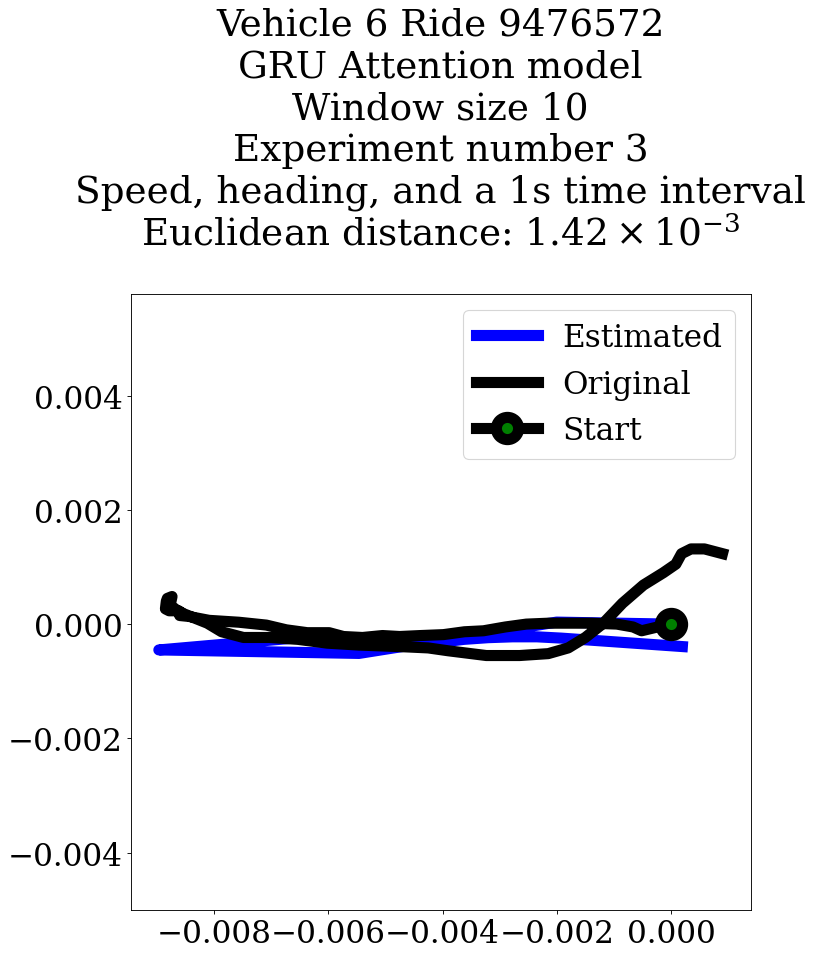 Vehicle 6 Ride 9476572
GRU Attention model
Window size 10
Experiment number 3
Speed, heading, and a 1s time interval
Euclidean distance: 1.42 × 10⁻³
Estimated
Original
Start
0.004
0.002
0.000
−0.002
−0.004
−0.008 −0.006 −0.004 −0.002 0.000